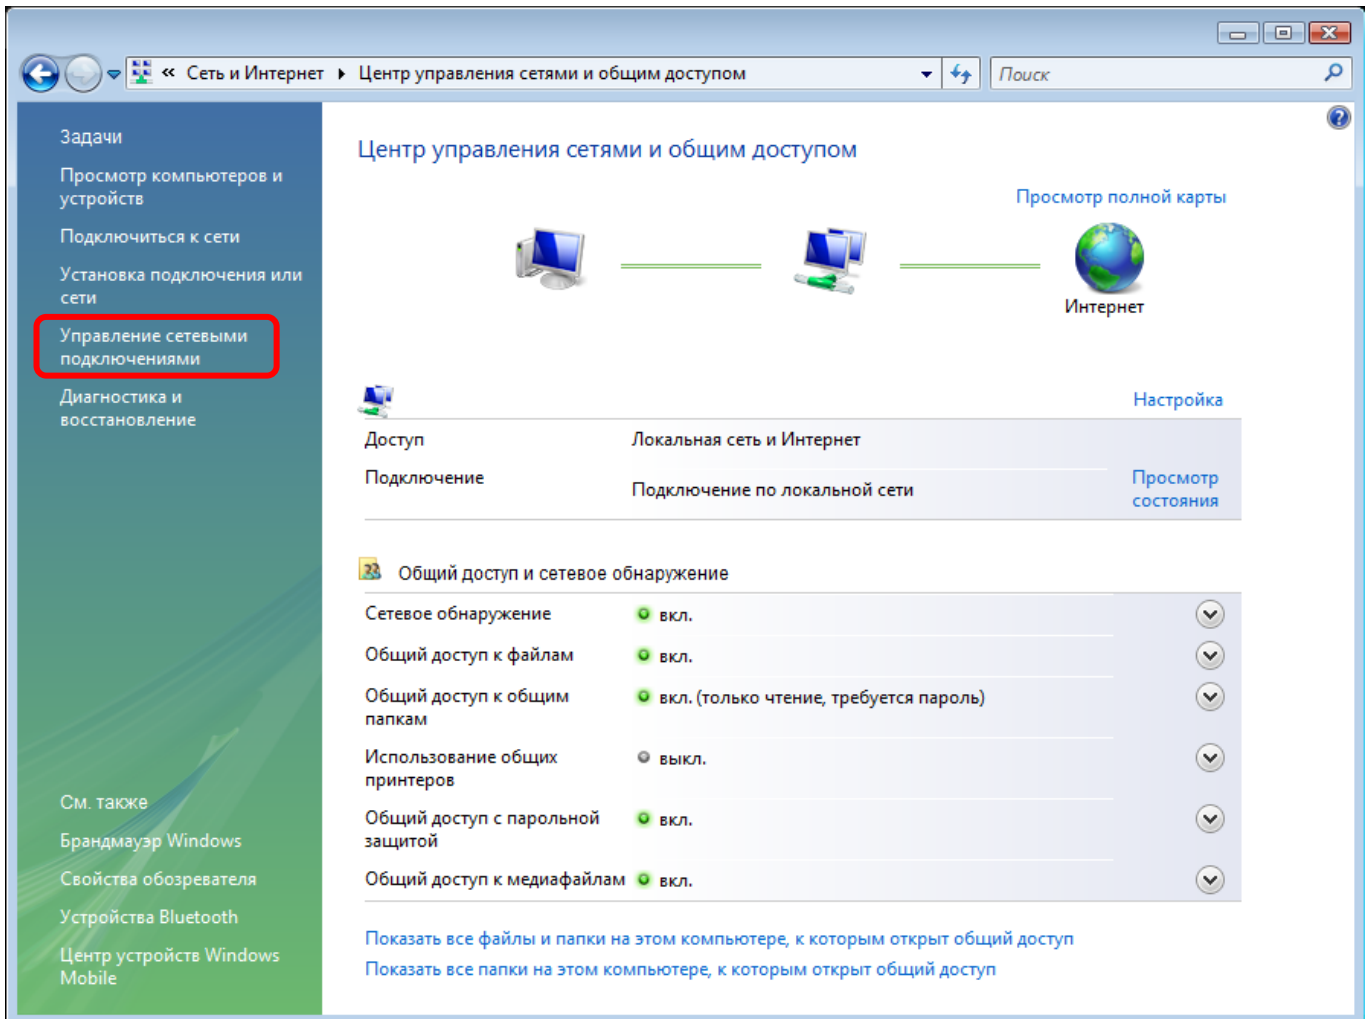 « Сеть и Интернет ▸ Центр управления сетями и общим доступом
Поиск
Задачи
Просмотр компьютеров и
устройств
Подключиться к сети
Установка подключения или
сети
Управление сетевыми
подключениями
Диагностика и
восстановление
См. также
Брандмауэр Windows
Свойства обозревателя
Устройства Bluetooth
Центр устройств Windows
Mobile
Центр управления сетями и общим доступом
Просмотр полной карты
Интернет
Настройка
Доступ Локальная сеть и Интернет
Подключение Подключение по локальной сети Просмотр
состояния
Общий доступ и сетевое обнаружение
Сетевое обнаружение вкл.
Общий доступ к файлам вкл.
Общий доступ к общим вкл. (только чтение, требуется пароль)
папкам
Использование общих выкл.
принтеров
Общий доступ с парольной вкл.
защитой
Общий доступ к медиафайлам вкл.
Показать все файлы и папки на этом компьютере, к которым открыт общий доступ
Показать все папки на этом компьютере, к которым открыт общий доступ